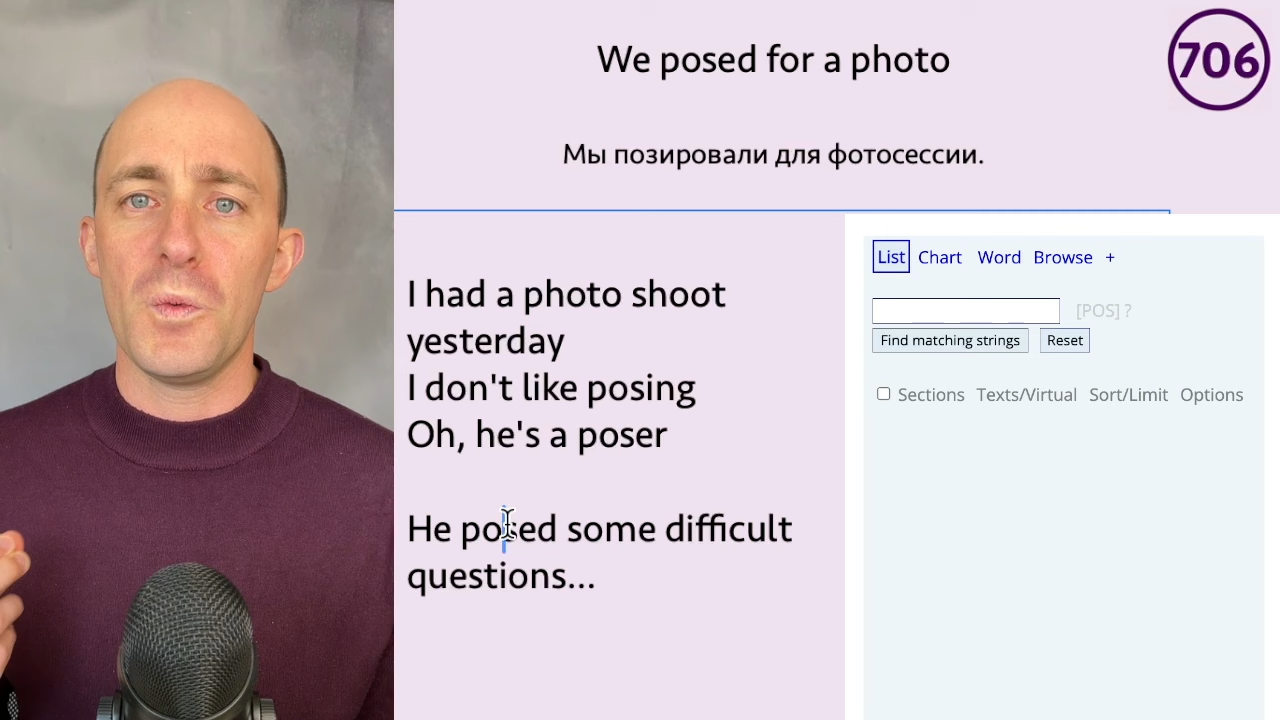 We posed for a photo
706
Мы позировали для фотосессии.
I had a photo shoot
yesterday
I don't like posing
Oh, he's a poser
He posed some difficult
questions...
List Chart Word Browse +
[POS] ?
Find matching strings Reset
Sections Texts/Virtual Sort/Limit Options